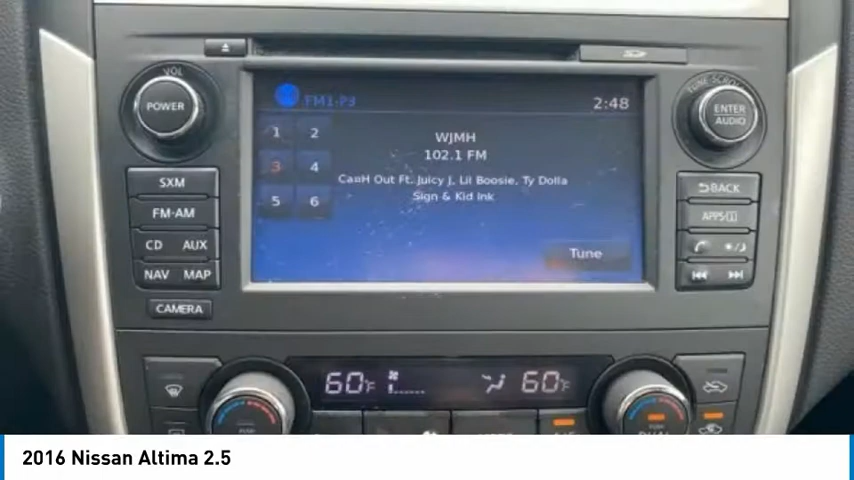 VOL
POWER
FM1-P3
2:48
TUNE·SCROLL
ENTER
AUDIO
1 2
WJMH
102.1 FM
3 4
Ca¤H Out Ft. Juicy J, Lil Boosie, Ty Dolla
Sign & Kid Ink
5 6
Tune
SXM
FM·AM
CD AUX
NAV MAP
CAMERA
BACK
APPS
60°F
60°F
2016 Nissan Altima 2.5